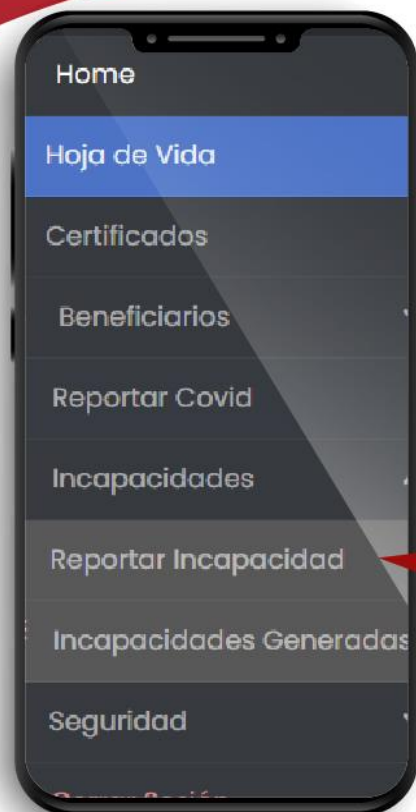 Home
Hoja de Vida
Certificados
Beneficiarios
Reportar Covid
Incapacidades
Reportar Incapacidad
Incapacidades Generadas
Seguridad